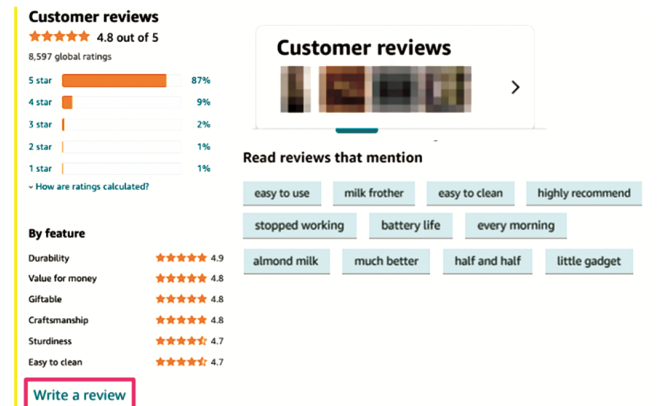 Customer reviews
4.8 out of 5
8,597 global ratings
5 star 87%
4 star 9%
3 star 2%
2 star 1%
1 star 1%
How are ratings calculated?
By feature
Durability 4.9
Value for money 4.8
Giftable 4.8
Craftsmanship 4.8
Sturdiness 4.7
Easy to clean 4.7
Write a review
Customer reviews
Read reviews that mention
easy to use milk frother easy to clean highly recommend
stopped working battery life every morning
almond milk much better half and half little gadget